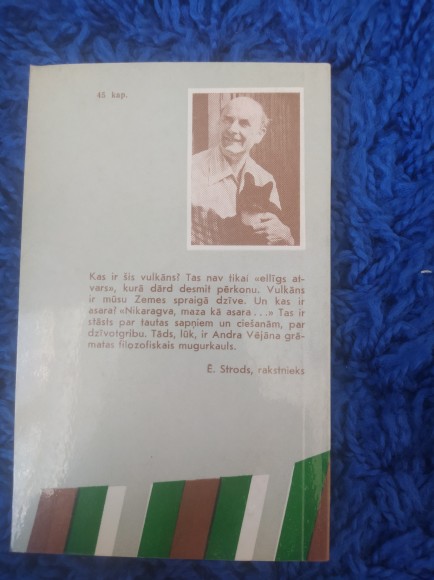 45 kap.
Kas ir šis vulkāns? Tas nav tikai «eilīgs at-
vars», kurā dārd desmit pērkonu. Vulkāns
ir mūsu Zemes spraigā dzīve. Un kas ir
asara? «Nikaragva, maza kā asara...» Tas ir
stāsts par tautas sapņiem un ciešanām, par
dzīvotgribu. Tāds, lūk, ir Andra Vējāna grā-
matas filozofiskais mugurkauls.
Ē. Strods, rakstnieks